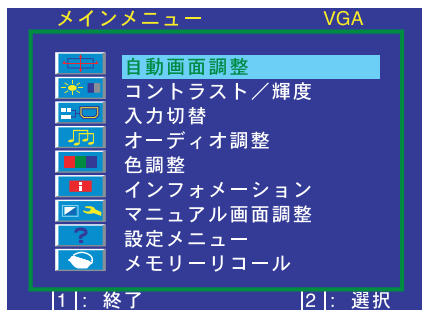 メインメニュー VGA
自動画面調整
コントラスト／輝度
入力切替
オーディオ調整
色調整
インフォメーション
マニュアル画面調整
設定メニュー
メモリーリコール
|1|: 終了 |2|: 選択